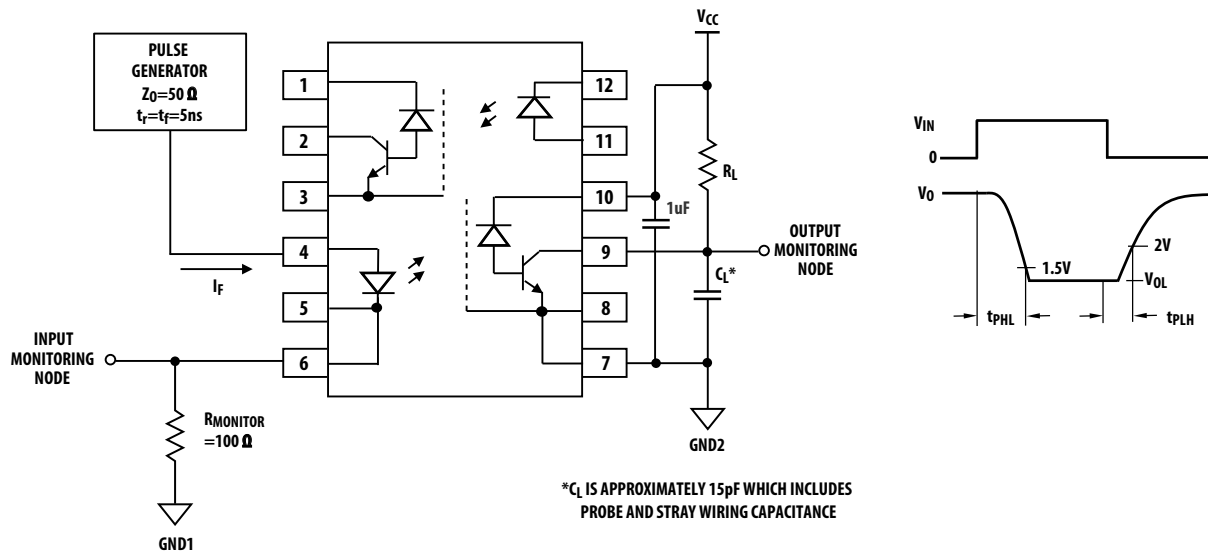 PULSE
GENERATOR
Z0=50 Ω
tr=tf=5ns
1
2
3
4
5
6
12
11
10
9
8
7
IF
INPUT
MONITORING
NODE
RMONITOR
=100 Ω
GND1
VCC
RL
1uF
CL*
OUTPUT
MONITORING
NODE
GND2
*CL IS APPROXIMATELY 15pF WHICH INCLUDES
PROBE AND STRAY WIRING CAPACITANCE
VIN
0
VO
1.5V
2V
VOL
tPHL
tPLH